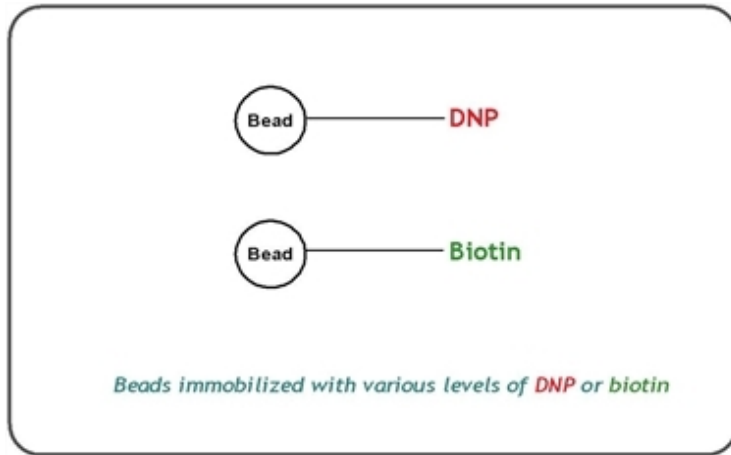 Bead DNP
Bead Biotin
Beads immobilized with various levels of DNP or biotin